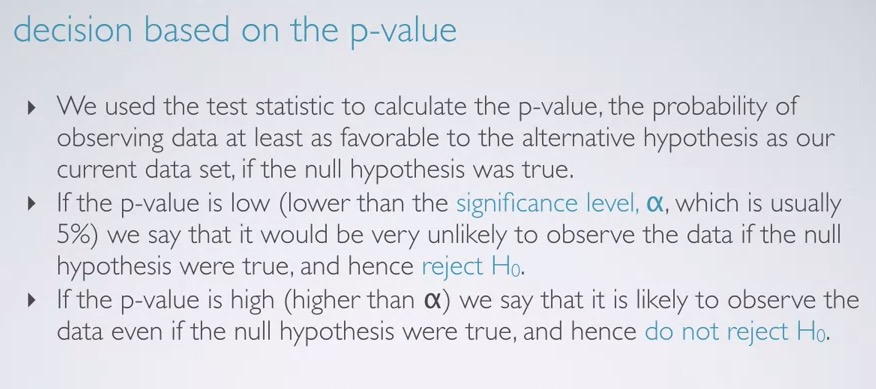 decision based on the p-value
▸ We used the test statistic to calculate the p-value, the probability of
observing data at least as favorable to the alternative hypothesis as our
current data set, if the null hypothesis was true.
▸ If the p-value is low (lower than the significance level, α, which is usually
5%) we say that it would be very unlikely to observe the data if the null
hypothesis were true, and hence reject H₀.
▸ If the p-value is high (higher than α) we say that it is likely to observe the
data even if the null hypothesis were true, and hence do not reject H₀.